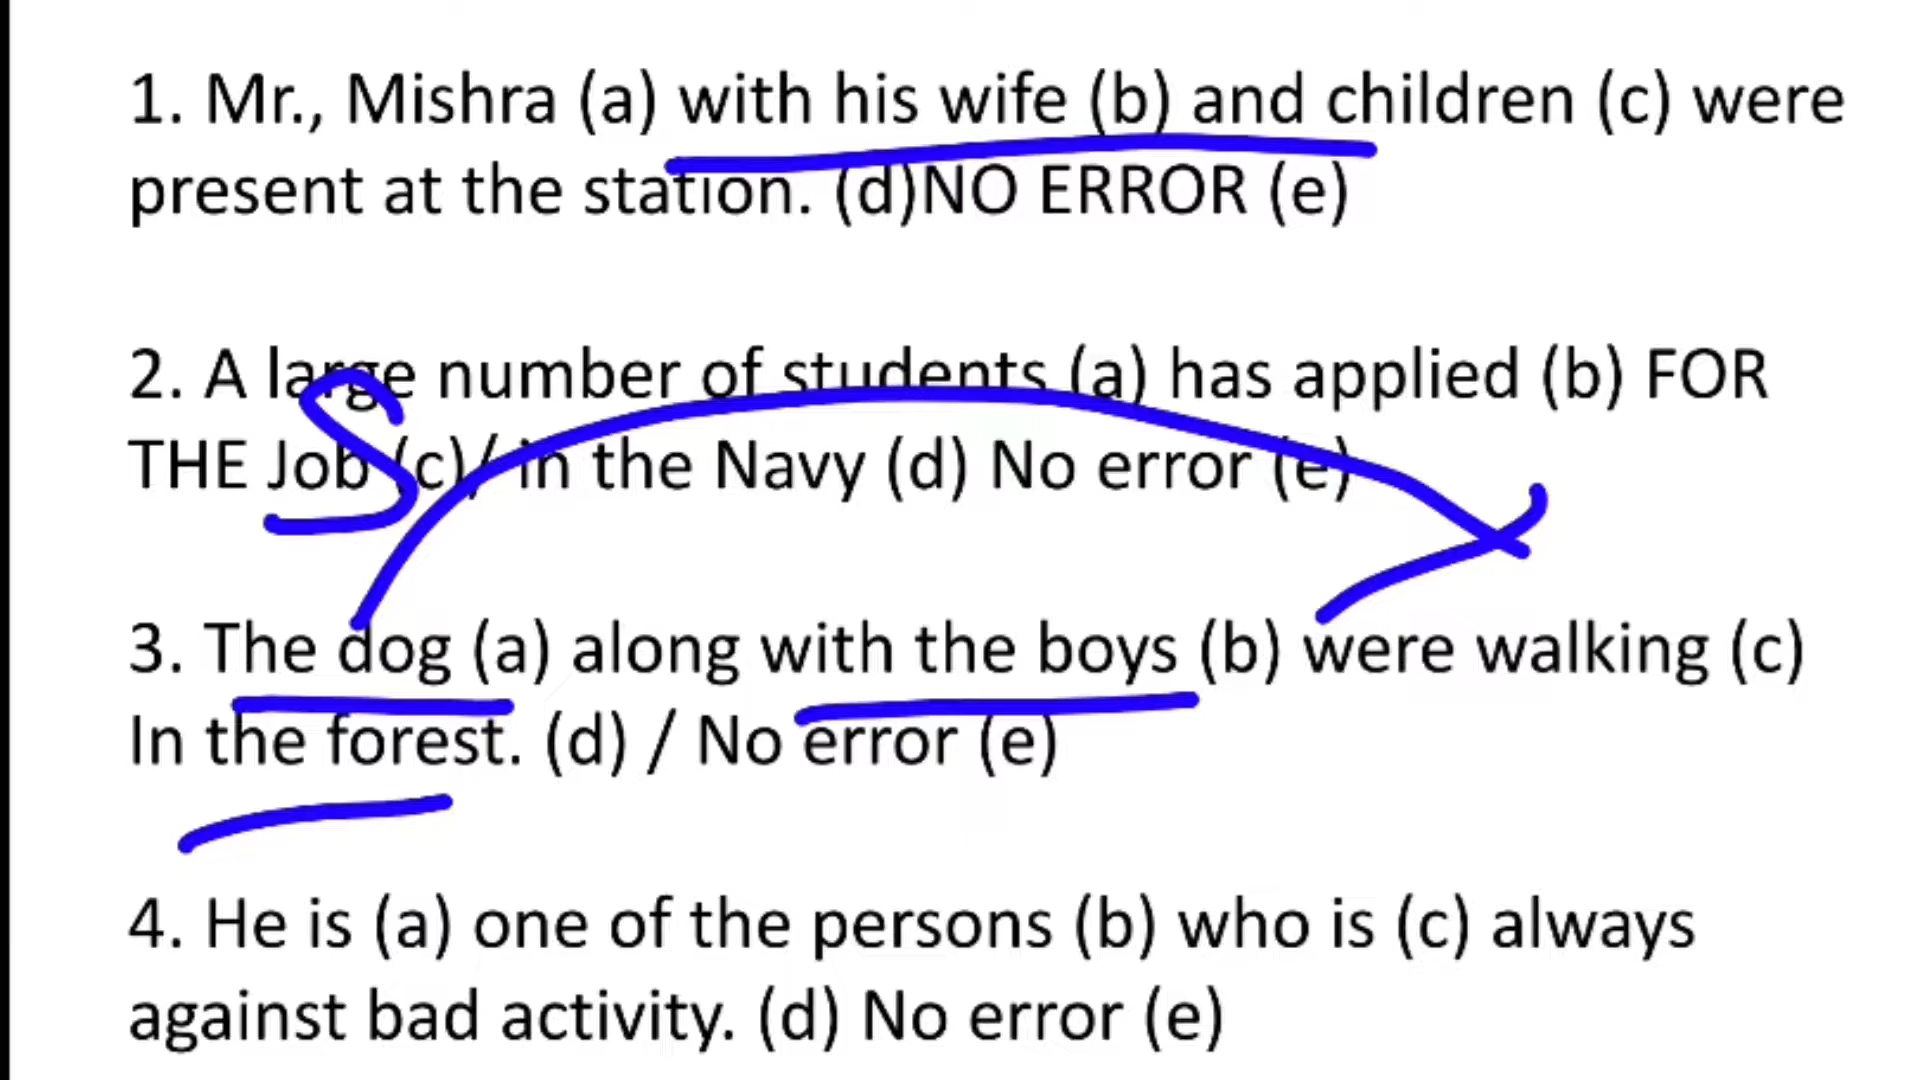 1. Mr., Mishra (a) with his wife (b) and children (c) were
present at the station. (d)NO ERROR (e)
2. A large number of students (a) has applied (b) FOR
THE Job (c)/ in the Navy (d) No error (e)
S
3. The dog (a) along with the boys (b) were walking (c)
In the forest. (d) / No error (e)
4. He is (a) one of the persons (b) who is (c) always
against bad activity. (d) No error (e)